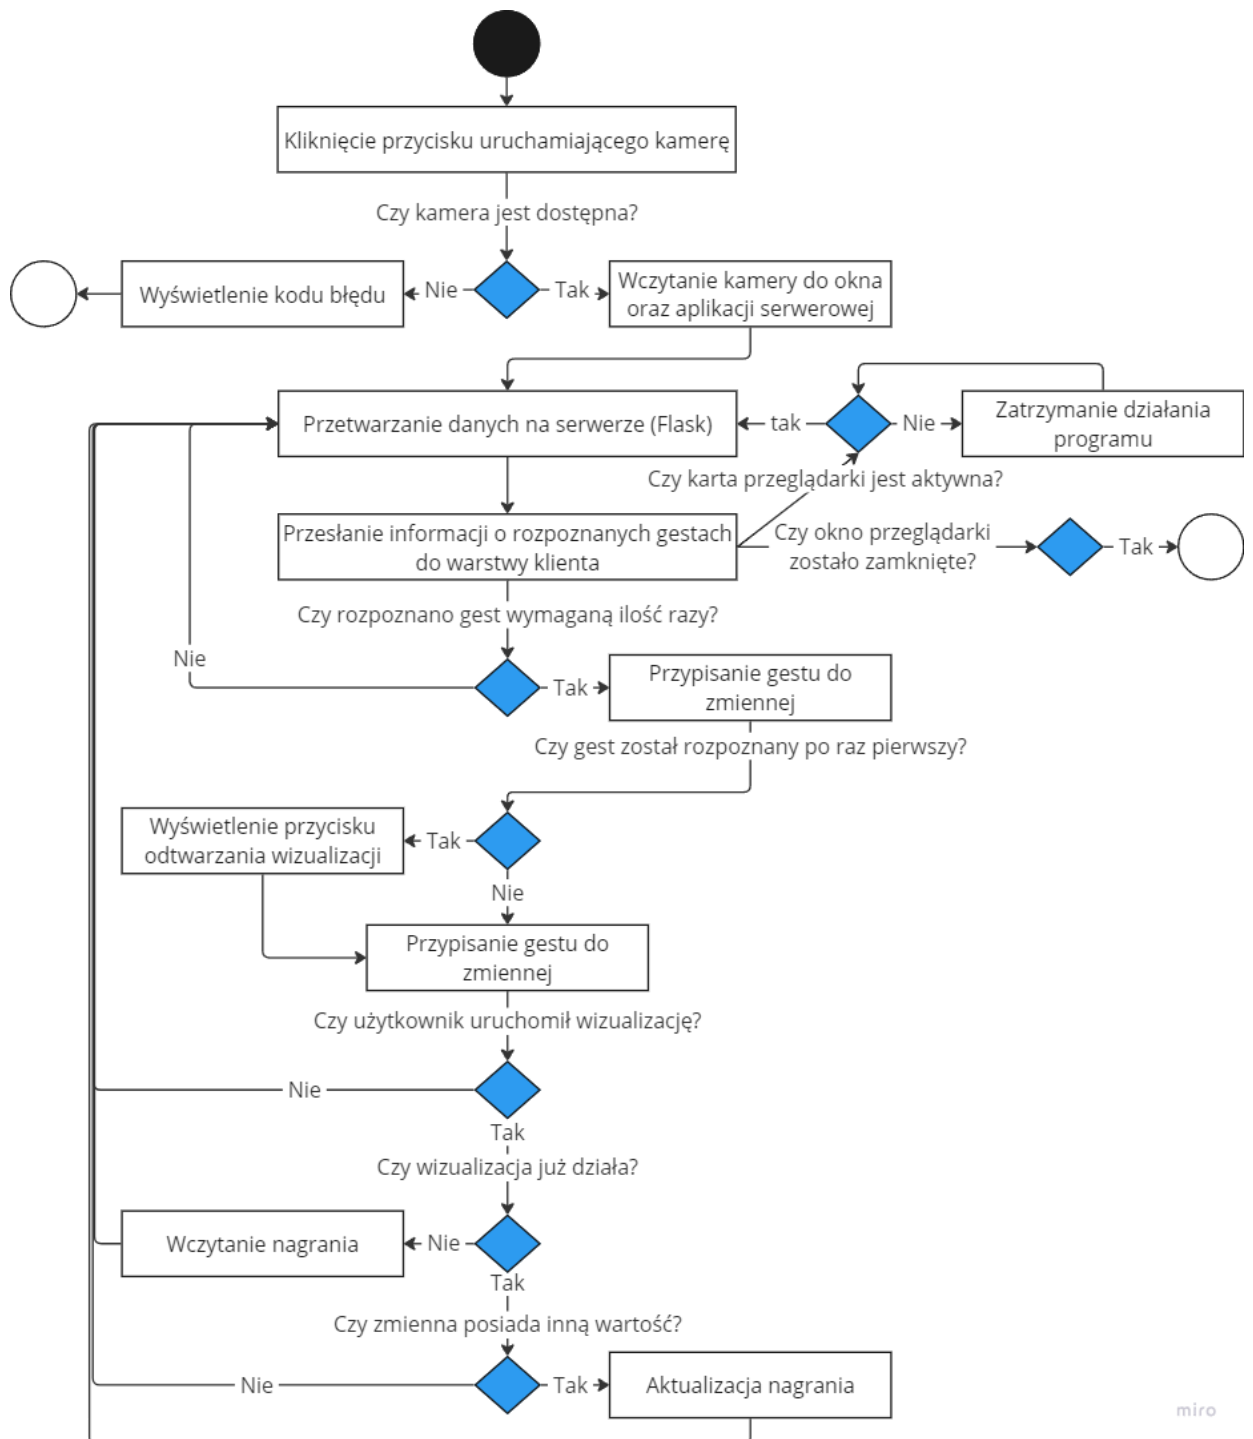 Kliknięcie przycisku uruchamiającego kamerę
Czy kamera jest dostępna?
Wyświetlenie kodu błędu
Nie
Tak
Wczytanie kamery do okna
oraz aplikacji serwerowej
Przetwarzanie danych na serwerze (Flask)
tak
Nie
Zatrzymanie działania
programu
Czy karta przeglądarki jest aktywna?
Przesłanie informacji o rozpoznanych gestach
do warstwy klienta
Czy okno przeglądarki
zostało zamknięte?
Tak
Czy rozpoznano gest wymaganą ilość razy?
Nie
Tak
Przypisanie gestu do
zmiennej
Czy gest został rozpoznany po raz pierwszy?
Wyświetlenie przycisku
odtwarzania wizualizacji
Tak
Nie
Przypisanie gestu do
zmiennej
Czy użytkownik uruchomił wizualizację?
Nie
Tak
Czy wizualizacja już działa?
Wczytanie nagrania
Nie
Tak
Czy zmienna posiada inną wartość?
Nie
Tak
Aktualizacja nagrania
miro